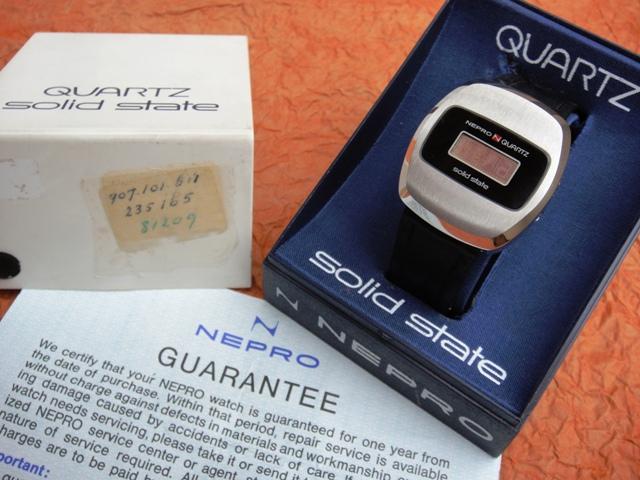 QUARTZ
solid state
907.101.611
235165
81209
QUARTZ
NEPRO N QUARTZ
solid state
solid state
N NEPRO
N
NEPRO
GUARANTEE
We certify that your NEPRO watch is guaranteed for one year from
the date of purchase. Within that period, repair service is available
without charge against defects in materials and workmanship
ing damage caused by accidents or lack of care. If
watch needs servicing, please take it or send it
ized NEPRO service center or agent
nature of service required. All
harges are to be paid
portant: